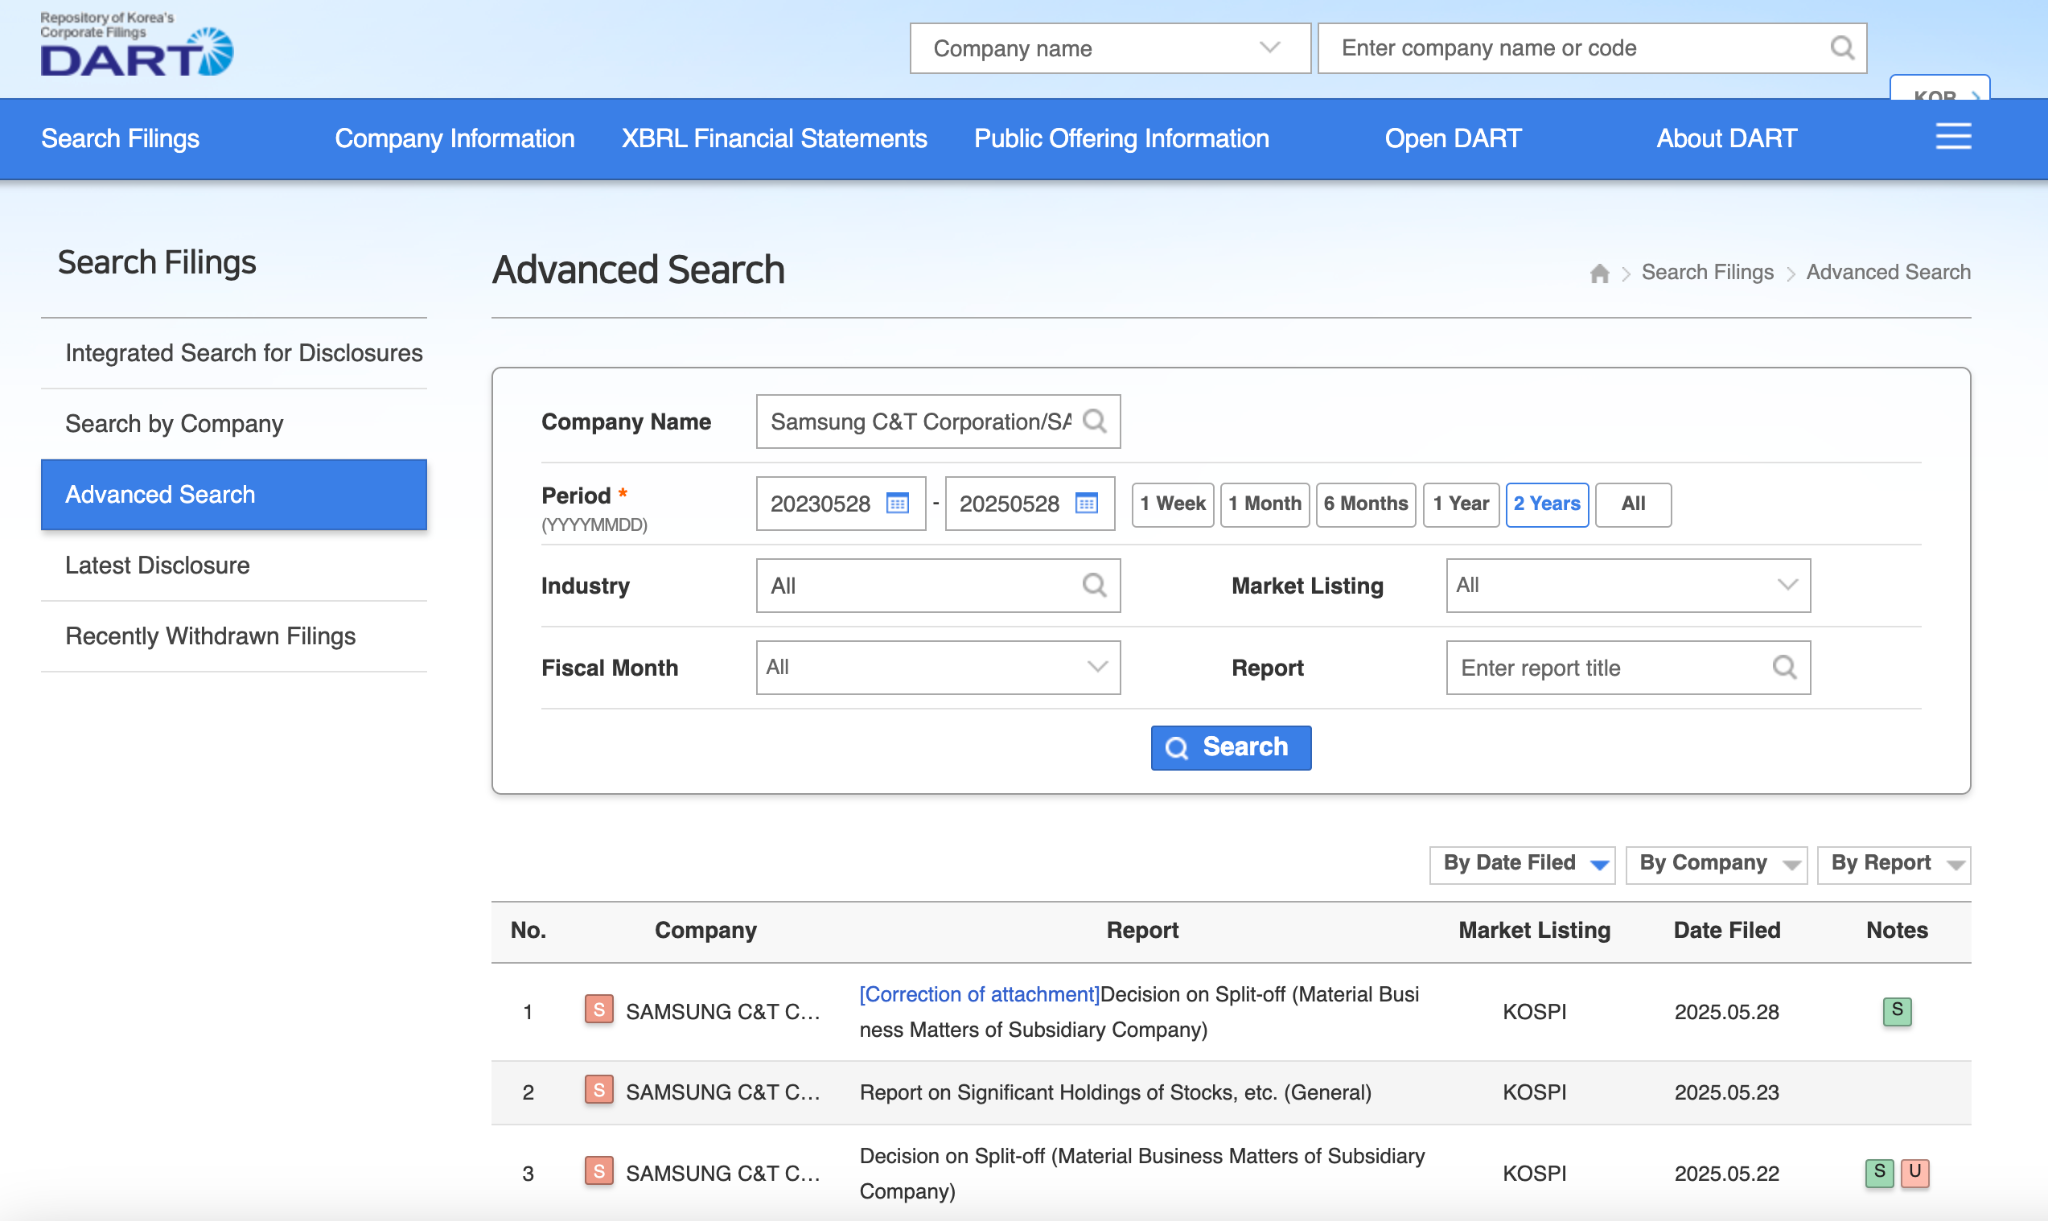 Repository of Korea's
Corporate Filings
DART
Company name
Enter company name or code
KOR
Search Filings
Company Information
XBRL Financial Statements
Public Offering Information
Open DART
About DART
Search Filings
Integrated Search for Disclosures
Search by Company
Advanced Search
Latest Disclosure
Recently Withdrawn Filings
Advanced Search
Search Filings
Advanced Search
Company Name
Samsung C&T Corporation/SA
Period *
(YYYYMMDD)
20230528
-
20250528
1 Week
1 Month
6 Months
1 Year
2 Years
All
Industry
All
Market Listing
All
Fiscal Month
All
Report
Enter report title
Search
By Date Filed
By Company
By Report
No.
Company
Report
Market Listing
Date Filed
Notes
1
S
SAMSUNG C&T C...
[Correction of attachment]Decision on Split-off (Material Busi
ness Matters of Subsidiary Company)
KOSPI
2025.05.28
S
2
S
SAMSUNG C&T C...
Report on Significant Holdings of Stocks, etc. (General)
KOSPI
2025.05.23
3
S
SAMSUNG C&T C...
Decision on Split-off (Material Business Matters of Subsidiary
Company)
KOSPI
2025.05.22
S
U